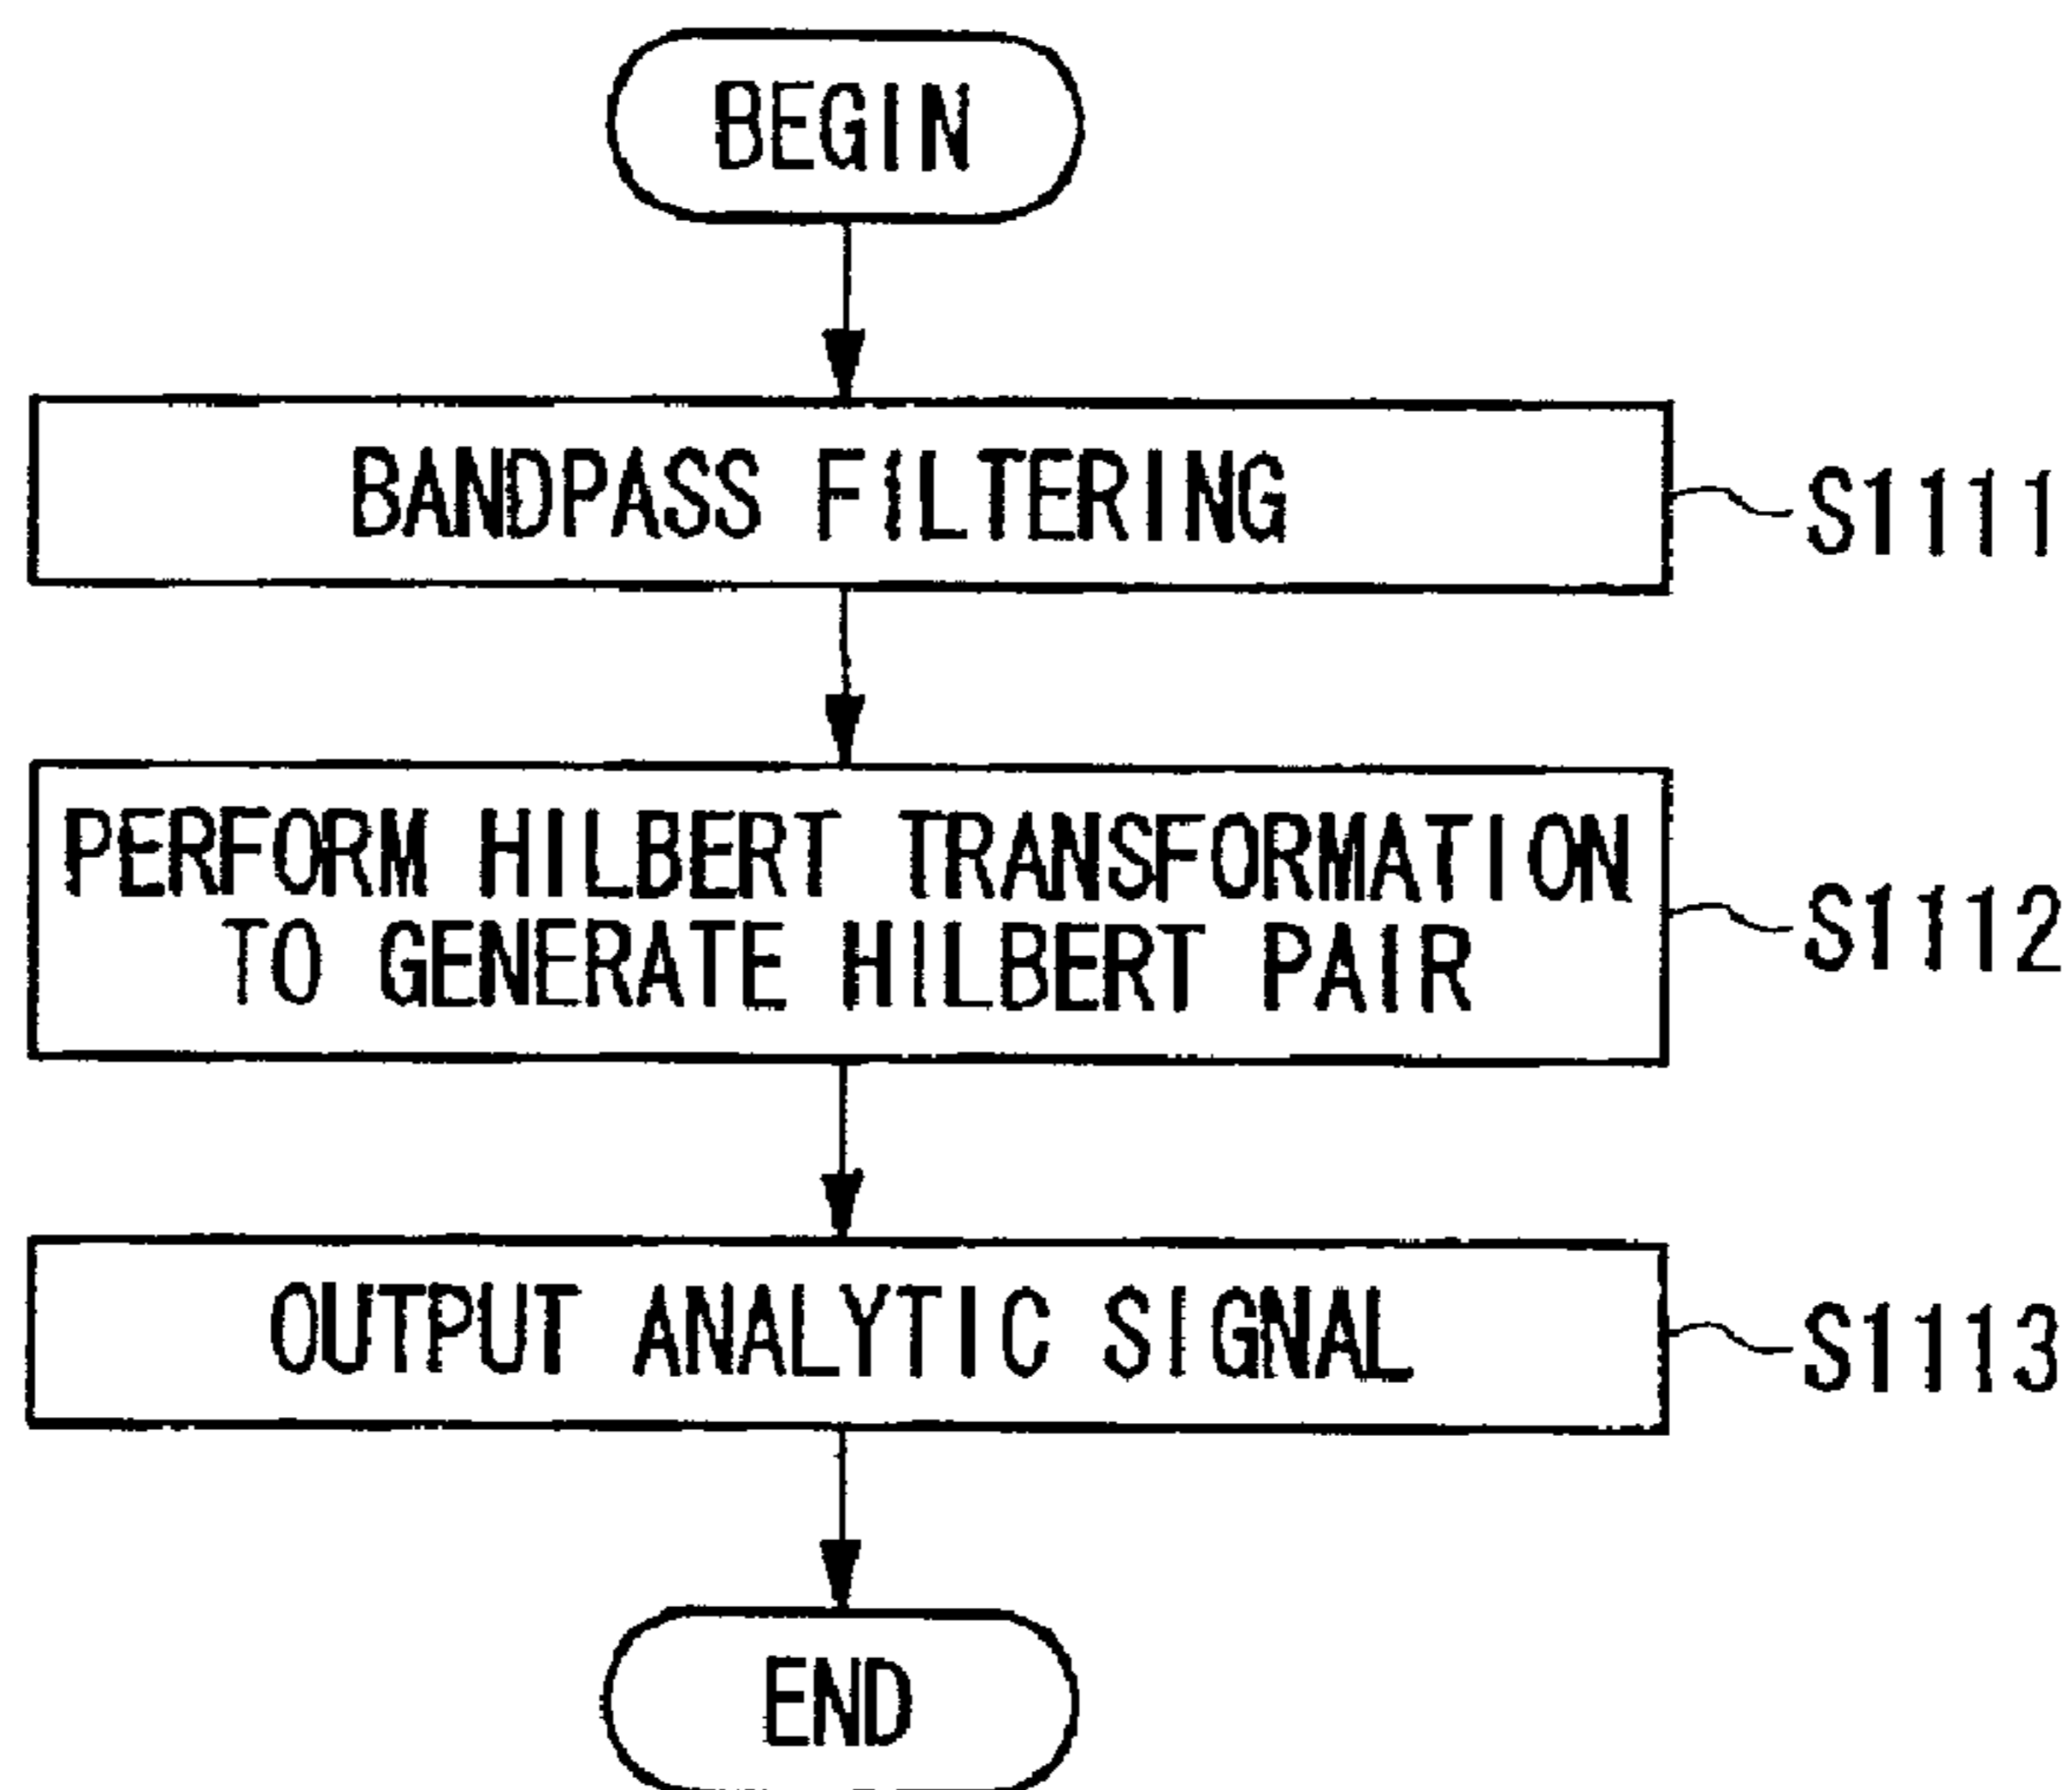 BEGIN
BANDPASS FILTERING
S1111
PERFORM HILBERT TRANSFORMATION
TO GENERATE HILBERT PAIR
S1112
OUTPUT ANALYTIC SIGNAL
S1113
END